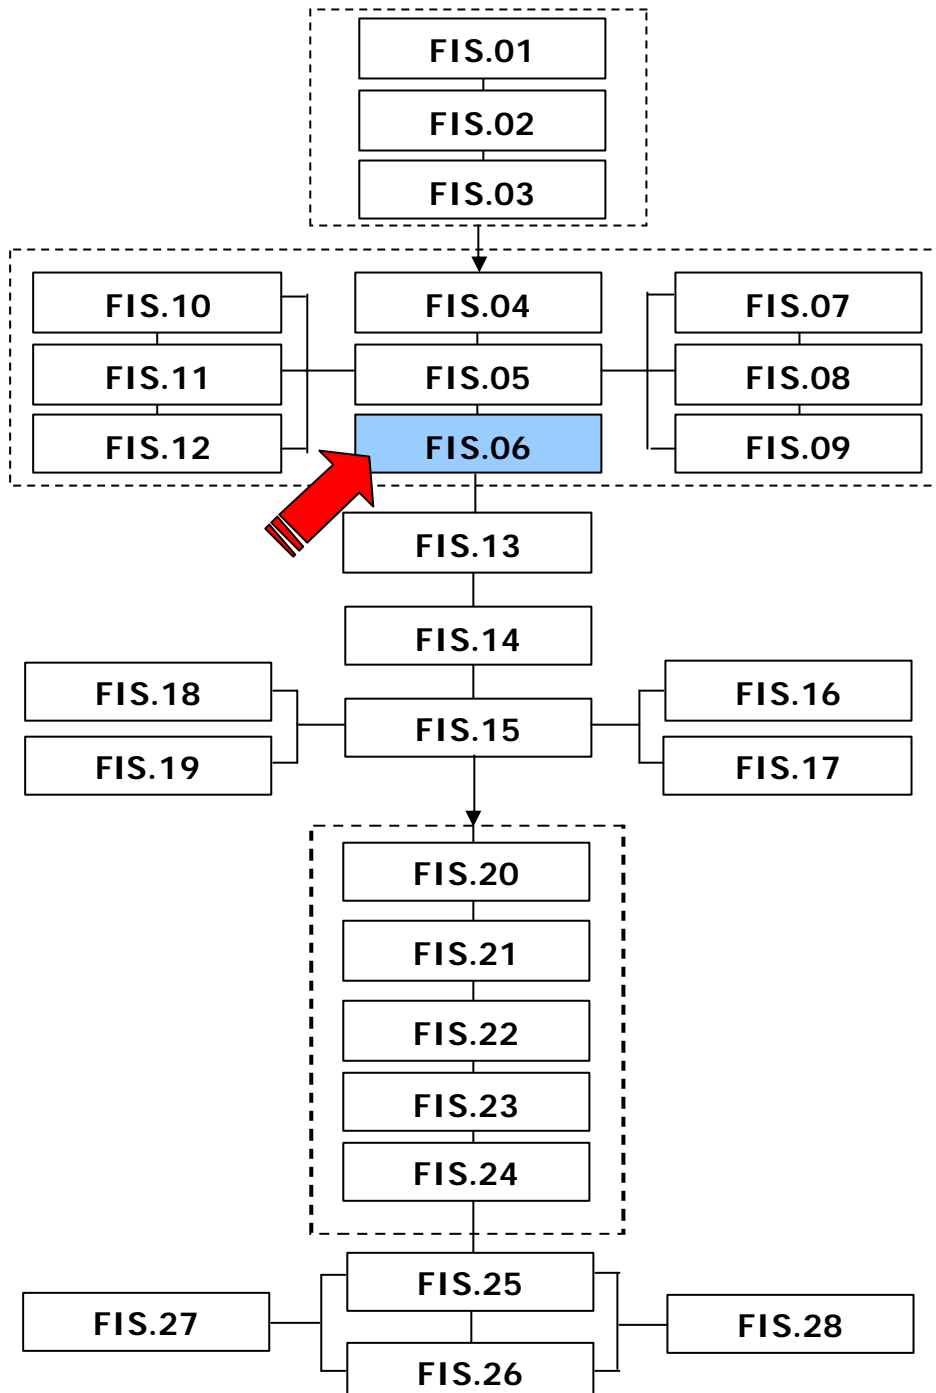 FIS.01
FIS.02
FIS.03
FIS.10 FIS.04 FIS.07
FIS.11 FIS.05 FIS.08
FIS.12 FIS.06 FIS.09
FIS.13
FIS.14
FIS.18 FIS.15 FIS.16
FIS.19 FIS.17
FIS.20
FIS.21
FIS.22
FIS.23
FIS.24
FIS.25
FIS.27 FIS.28
FIS.26